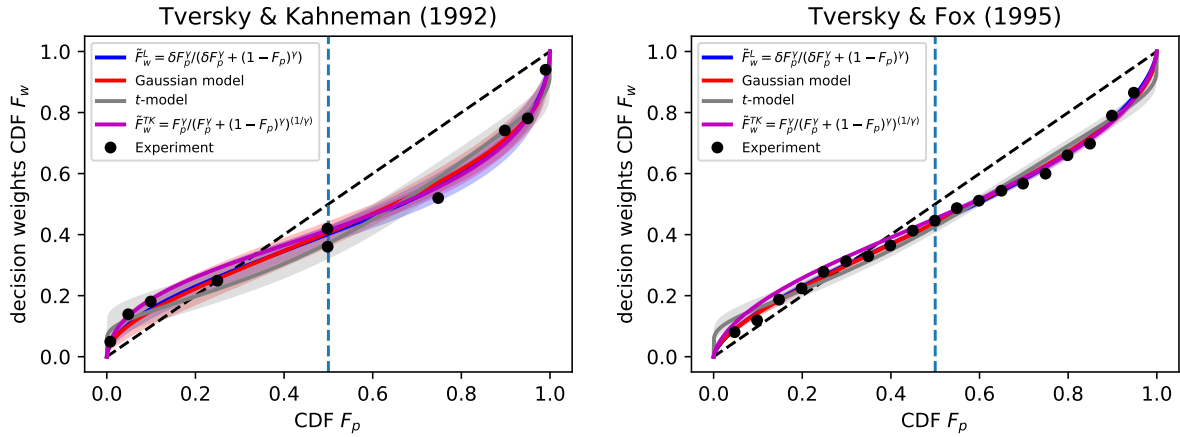 Tversky & Kahneman (1992)
decision weights CDF F_w
1.0
0.8
0.6
0.4
0.2
0.0
F̃_w^L = δF_p^γ/(δF_p^γ + (1 − F_p)^γ)
Gaussian model
t-model
F̃_w^TK = F_p^γ/(F_p^γ + (1 − F_p)^γ)^(1/γ)
Experiment
0.0 0.2 0.4 0.6 0.8 1.0
CDF F_p
Tversky & Fox (1995)
decision weights CDF F_w
1.0
0.8
0.6
0.4
0.2
0.0
F̃_w^L = δF_p^γ/(δF_p^γ + (1 − F_p)^γ)
Gaussian model
t-model
F̃_w^TK = F_p^γ/(F_p^γ + (1 − F_p)^γ)^(1/γ)
Experiment
0.0 0.2 0.4 0.6 0.8 1.0
CDF F_p